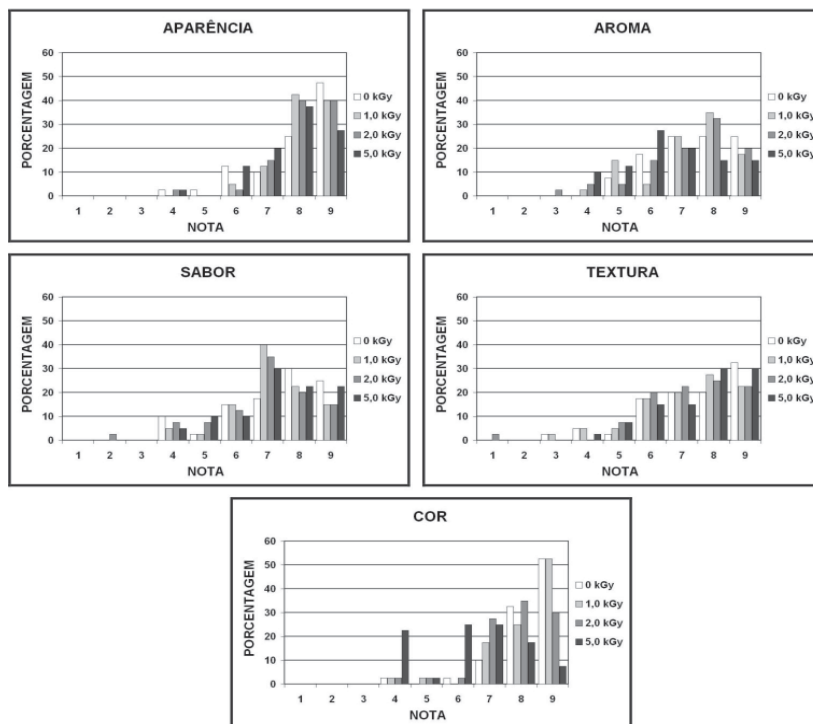 APARÊNCIA
PORCENTAGEM
60
50
40
30
20
10
0
1 2 3 4 5 6 7 8 9
NOTA
0 kGy
1,0 kGy
2,0 kGy
5,0 kGy
AROMA
PORCENTAGEM
60
50
40
30
20
10
0
1 2 3 4 5 6 7 8 9
NOTA
0 kGy
1,0 kGy
2,0 kGy
5,0 kGy
SABOR
PORCENTAGEM
60
50
40
30
20
10
0
1 2 3 4 5 6 7 8 9
NOTA
0 kGy
1,0 kGy
2,0 kGy
5,0 kGy
TEXTURA
PORCENTAGEM
60
50
40
30
20
10
0
1 2 3 4 5 6 7 8 9
NOTA
0 kGy
1,0 kGy
2,0 kGy
5,0 kGy
COR
PORCENTAGEM
60
50
40
30
20
10
0
1 2 3 4 5 6 7 8 9
NOTA
0 kGy
1,0 kGy
2,0 kGy
5,0 kGy